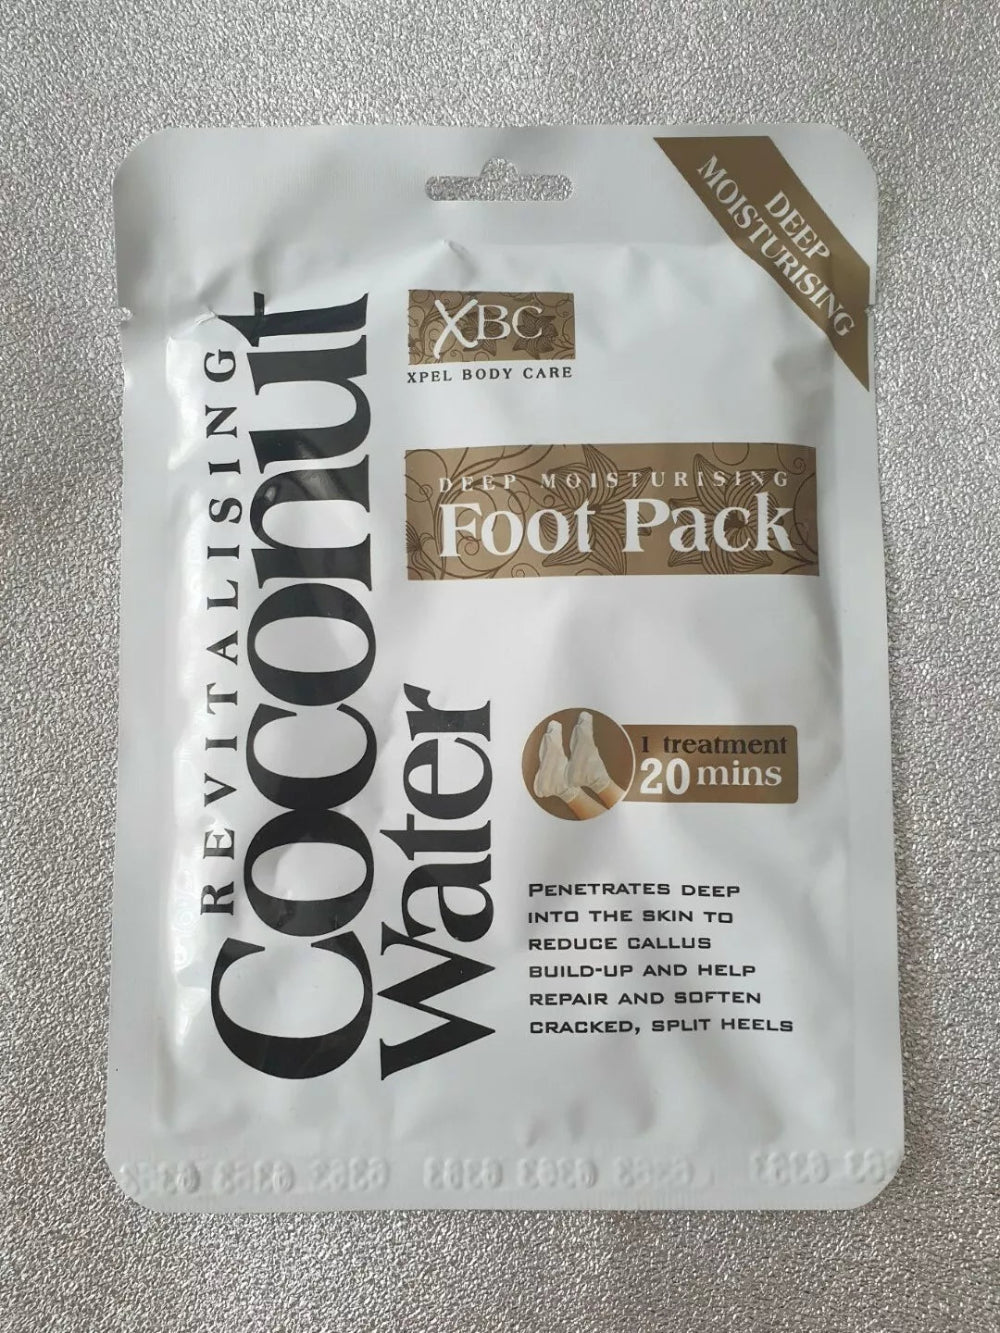 DEEP
MOISTURISING
XBC
XPEL BODY CARE
REVITALISING
Coconut
Water
DEEP MOISTURISING
Foot Pack
1 treatment
20 mins
PENETRATES DEEP
INTO THE SKIN TO
REDUCE CALLUS
BUILD-UP AND HELP
REPAIR AND SOFTEN
CRACKED, SPLIT HEELS